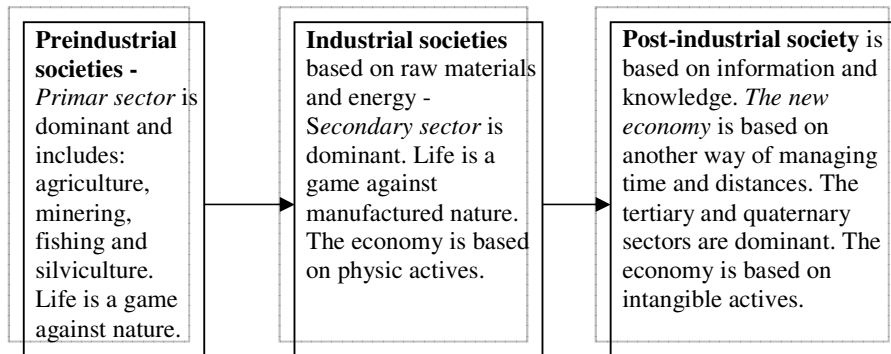 Preindustrial
societies -
Primar sector is
dominant and
includes:
agriculture,
minering,
fishing and
silviculture.
Life is a game
against nature.
Industrial societies
based on raw materials
and energy -
Secondary sector is
dominant. Life is a
game against
manufactured nature.
The economy is based
on physic actives.
Post-industrial society is
based on information and
knowledge. The new
economy is based on
another way of managing
time and distances. The
tertiary and quaternary
sectors are dominant. The
economy is based on
intangible actives.